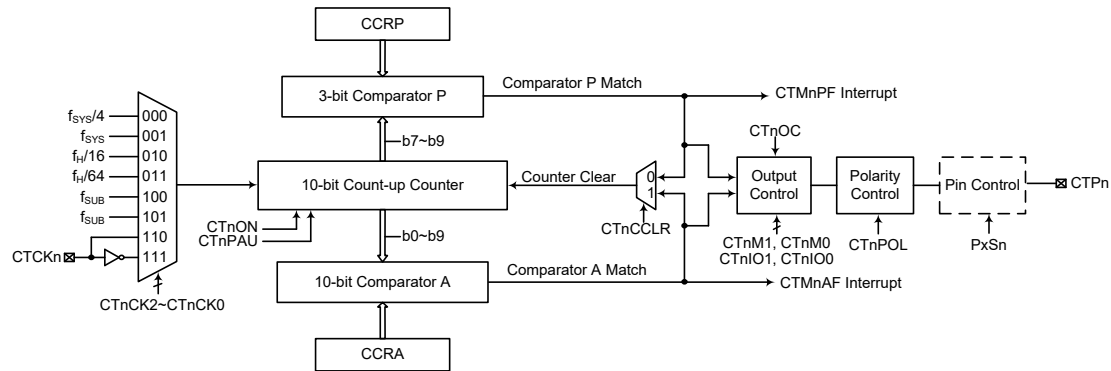 CCRP
3-bit Comparator P
Comparator P Match
CTMnPF Interrupt
b7~b9
fSYS/4
fSYS
fH/16
fH/64
fSUB
fSUB
CTCKn
000
001
010
011
100
101
110
111
CTnCK2~CTnCK0
10-bit Count-up Counter
CTnON
CTnPAU
b0~b9
Counter Clear
0
1
CTnCCLR
CTnOC
Output
Control
CTnM1, CTnM0
CTnIO1, CTnIO0
Polarity
Control
CTnPOL
Pin Control
PxSn
CTPn
10-bit Comparator A
Comparator A Match
CTMnAF Interrupt
CCRA